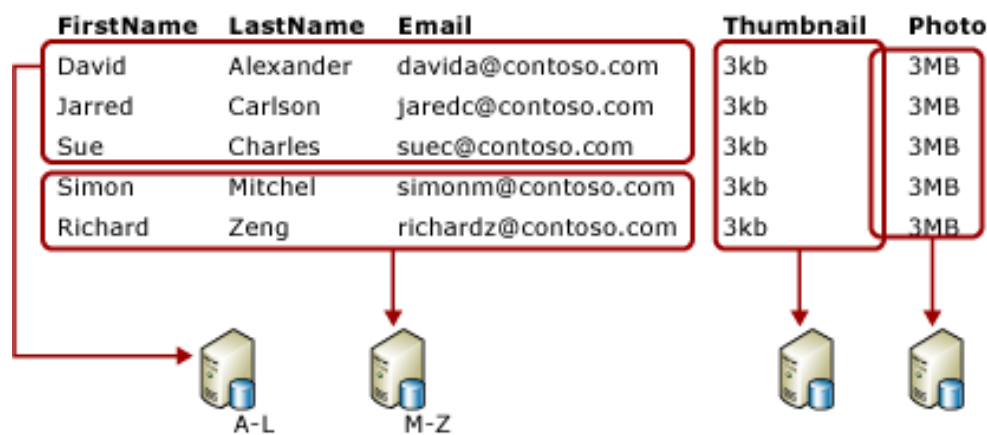 FirstName LastName Email Thumbnail Photo
David Alexander davida@contoso.com 3kb 3MB
Jarred Carlson jaredc@contoso.com 3kb 3MB
Sue Charles suec@contoso.com 3kb 3MB
Simon Mitchel simonm@contoso.com 3kb 3MB
Richard Zeng richardz@contoso.com 3kb 3MB
A-L M-Z